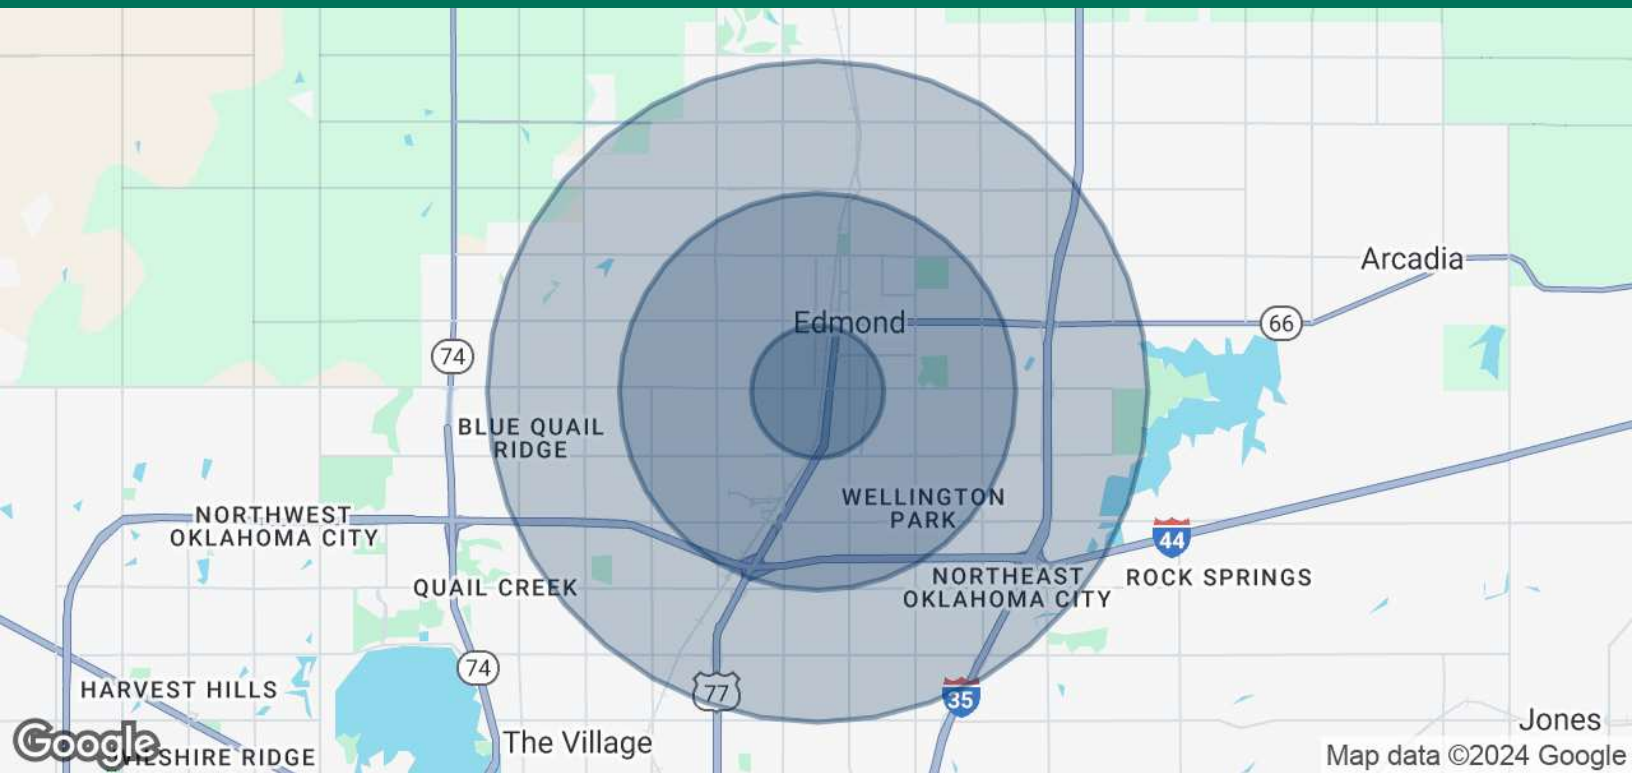 Arcadia
Edmond
66
74
BLUE QUAIL
RIDGE
WELLINGTON
PARK
NORTHWEST
OKLAHOMA CITY
44
QUAIL CREEK
NORTHEAST
OKLAHOMA CITY
ROCK SPRINGS
74
HARVEST HILLS
77
35
Jones
Google
The Village
WILSHIRE RIDGE
Map data ©2024 Google